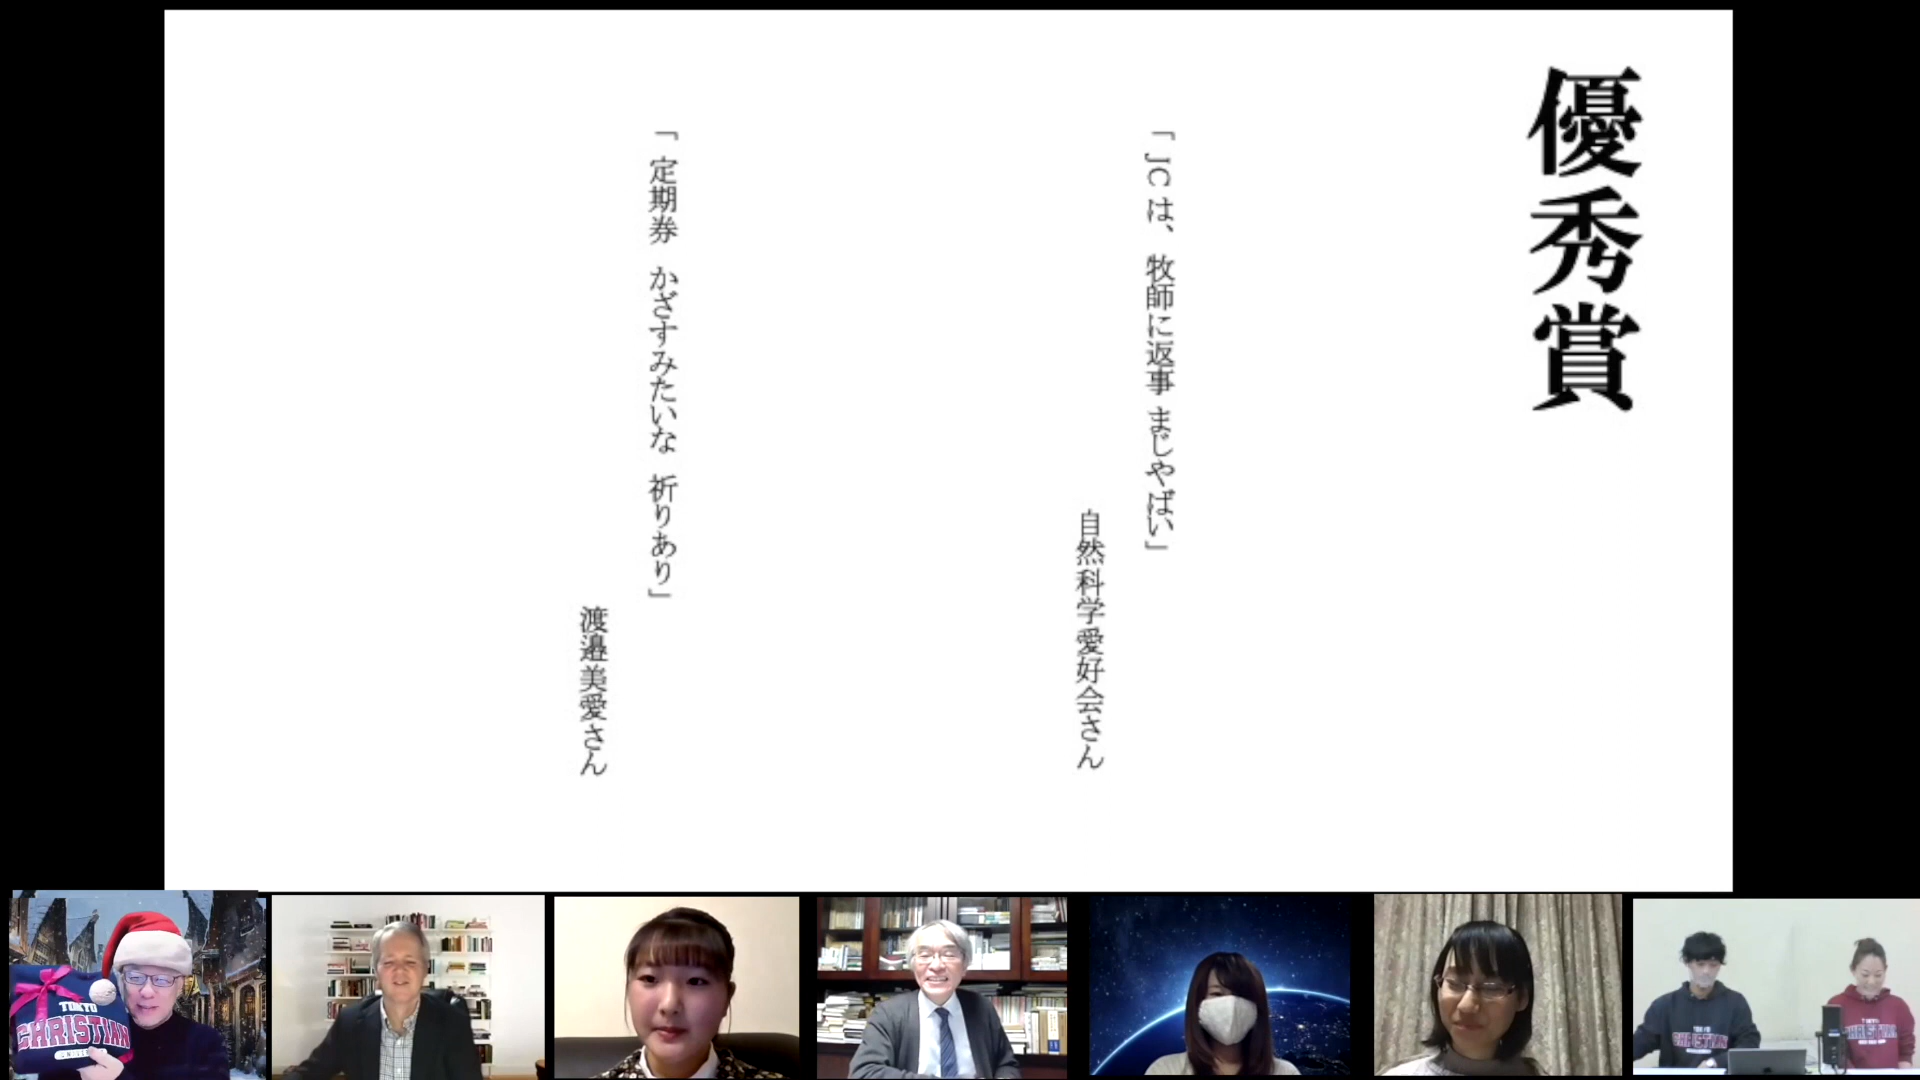 優秀賞
「JCは、牧師に返事 まじやばい」
自然科学愛好会さん
「定期券 かざすみたいな 祈りあり」
渡邉美愛さん
TOKYO
CHRISTIAN